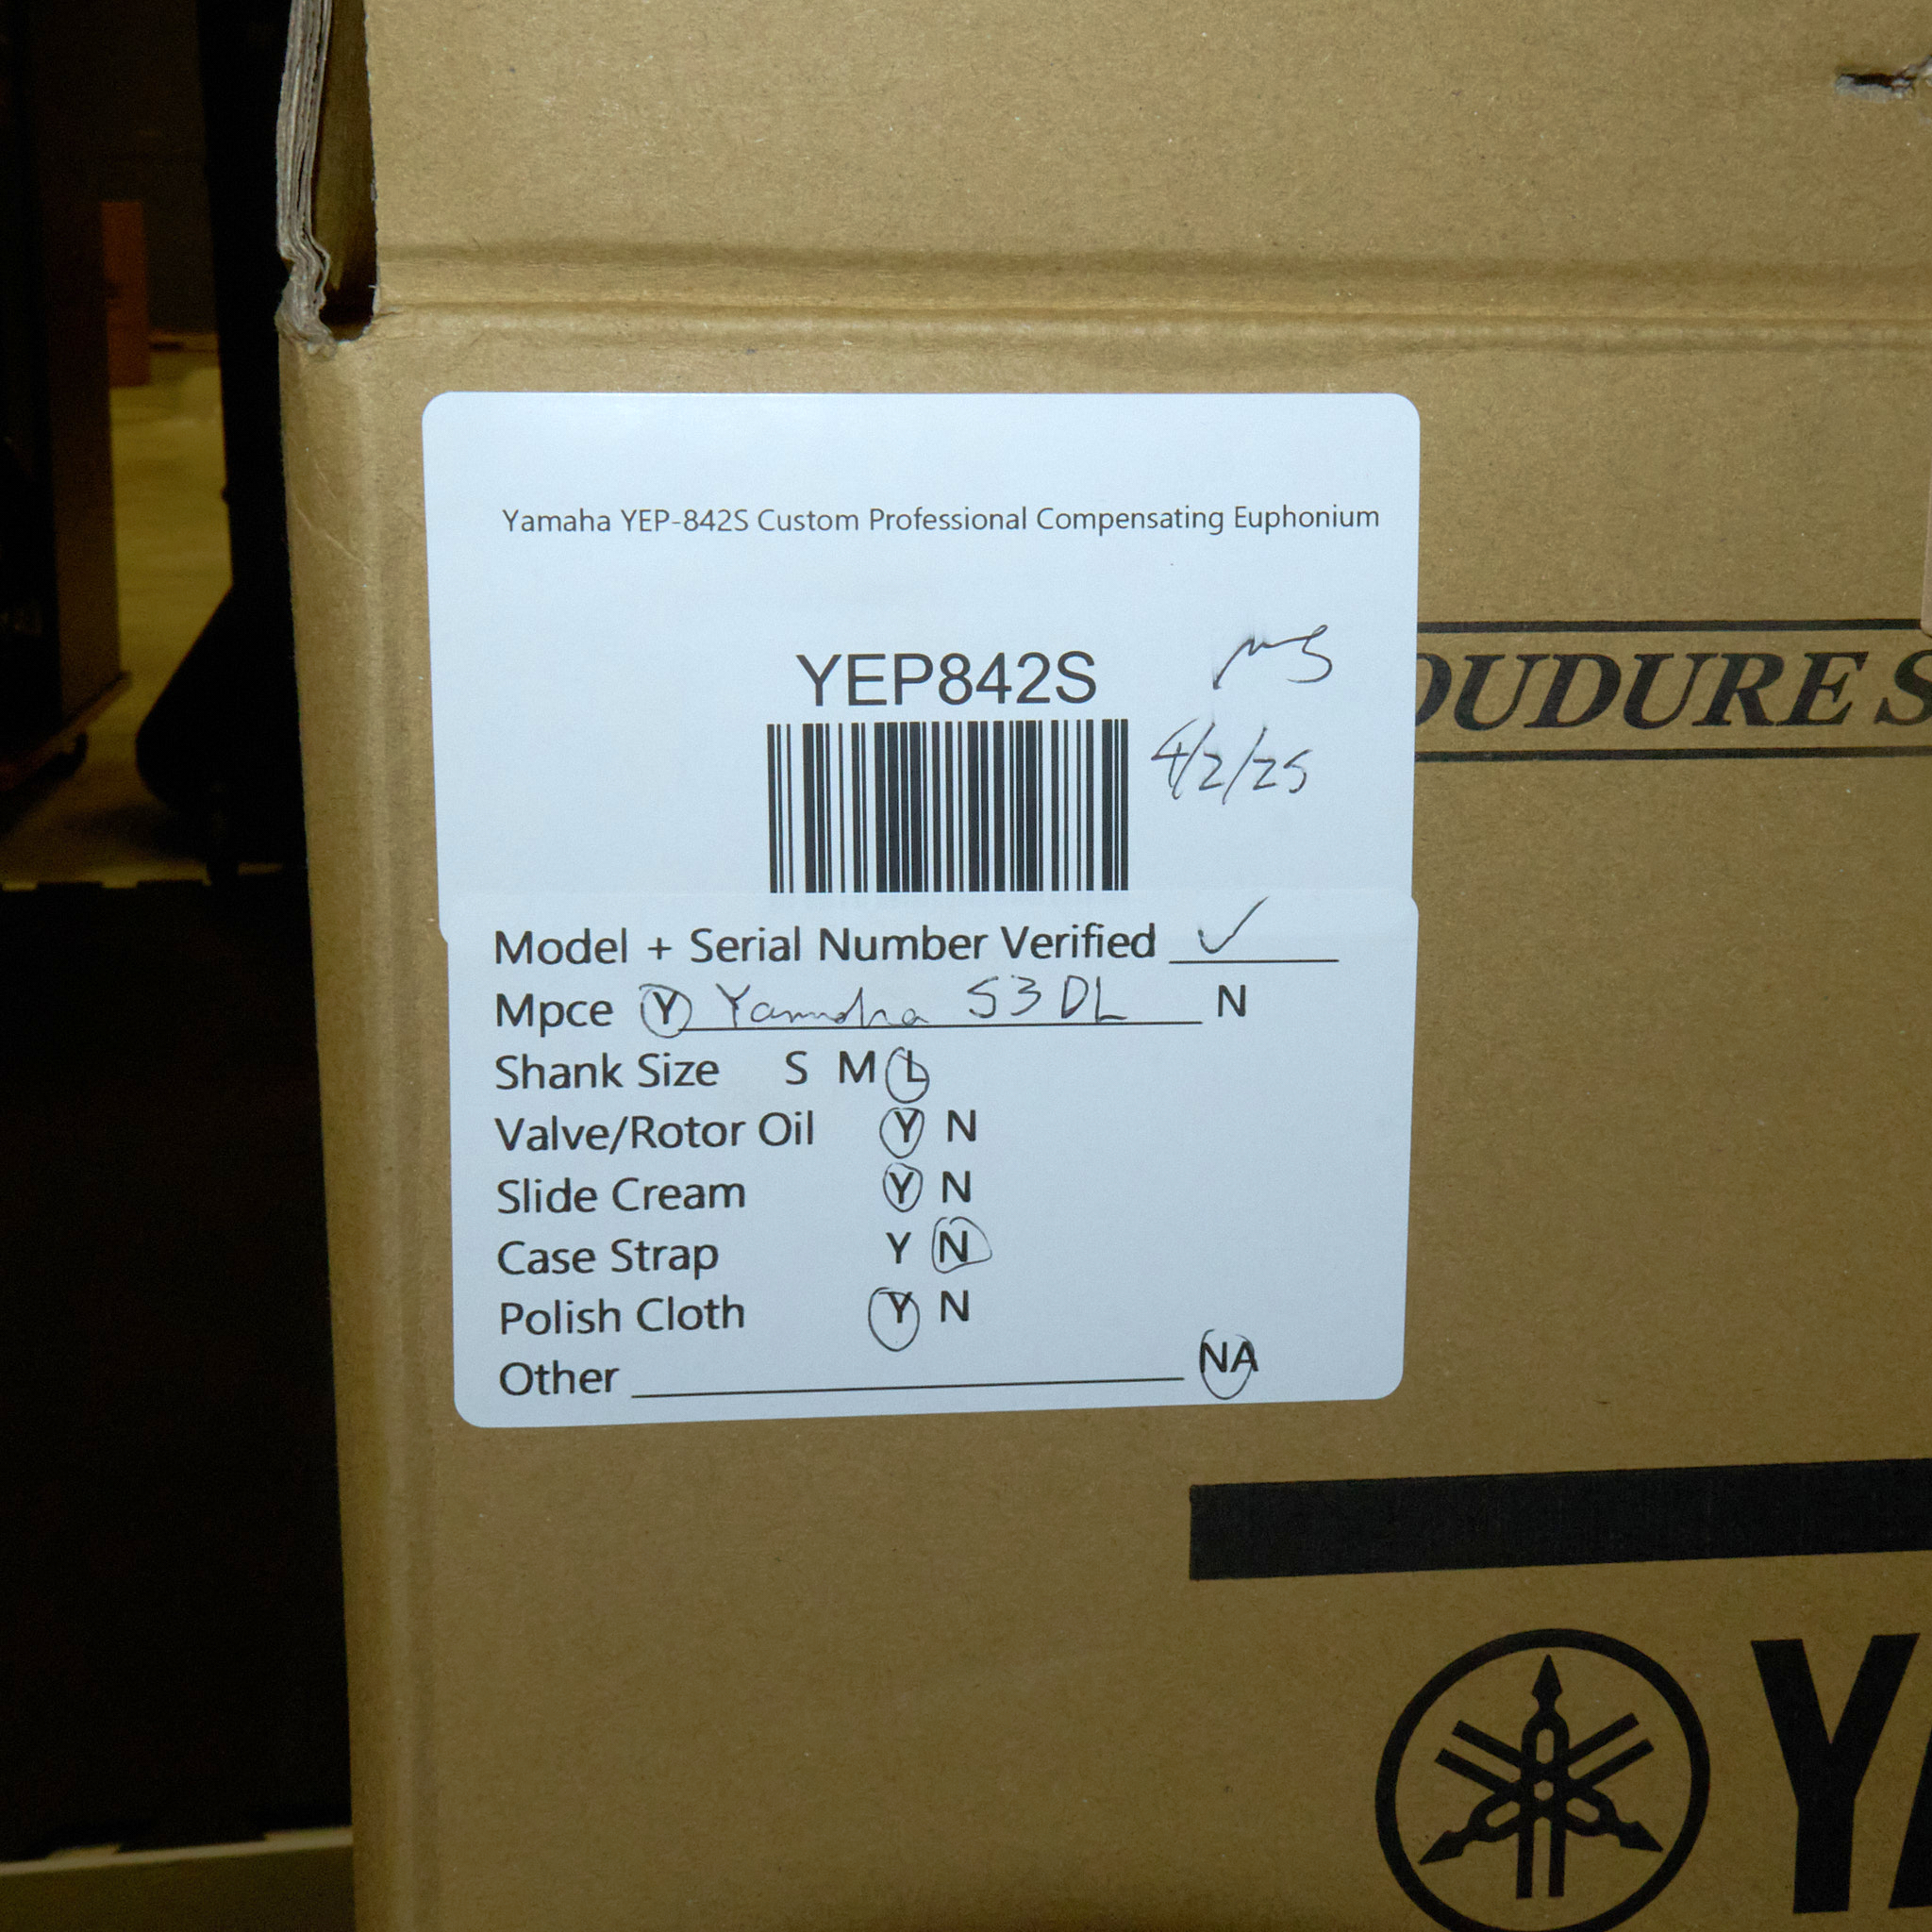 Yamaha YEP-842S Custom Professional Compensating Euphonium
YEP842S
4/2/25
Model + Serial Number Verified ✓
Mpce Y Yamaha 53DL N
Shank Size S M L
Valve/Rotor Oil Y N
Slide Cream Y N
Case Strap Y N
Polish Cloth Y N
Other NA
OUDURE S
YA